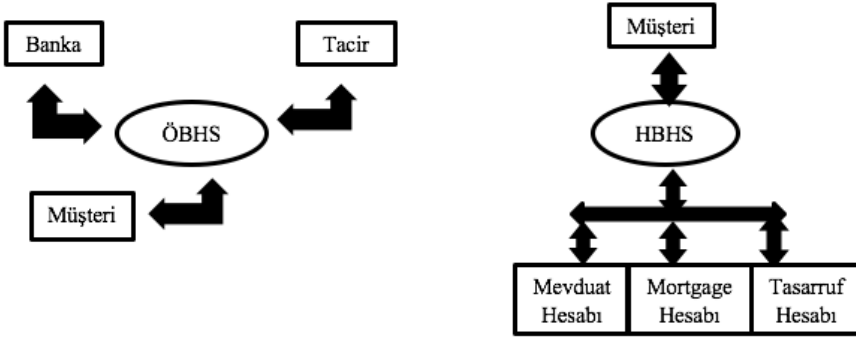 Banka
Tacir
ÖBHS
Müşteri
Müşteri
HBHS
Mevduat
Hesabı
Mortgage
Hesabı
Tasarruf
Hesabı